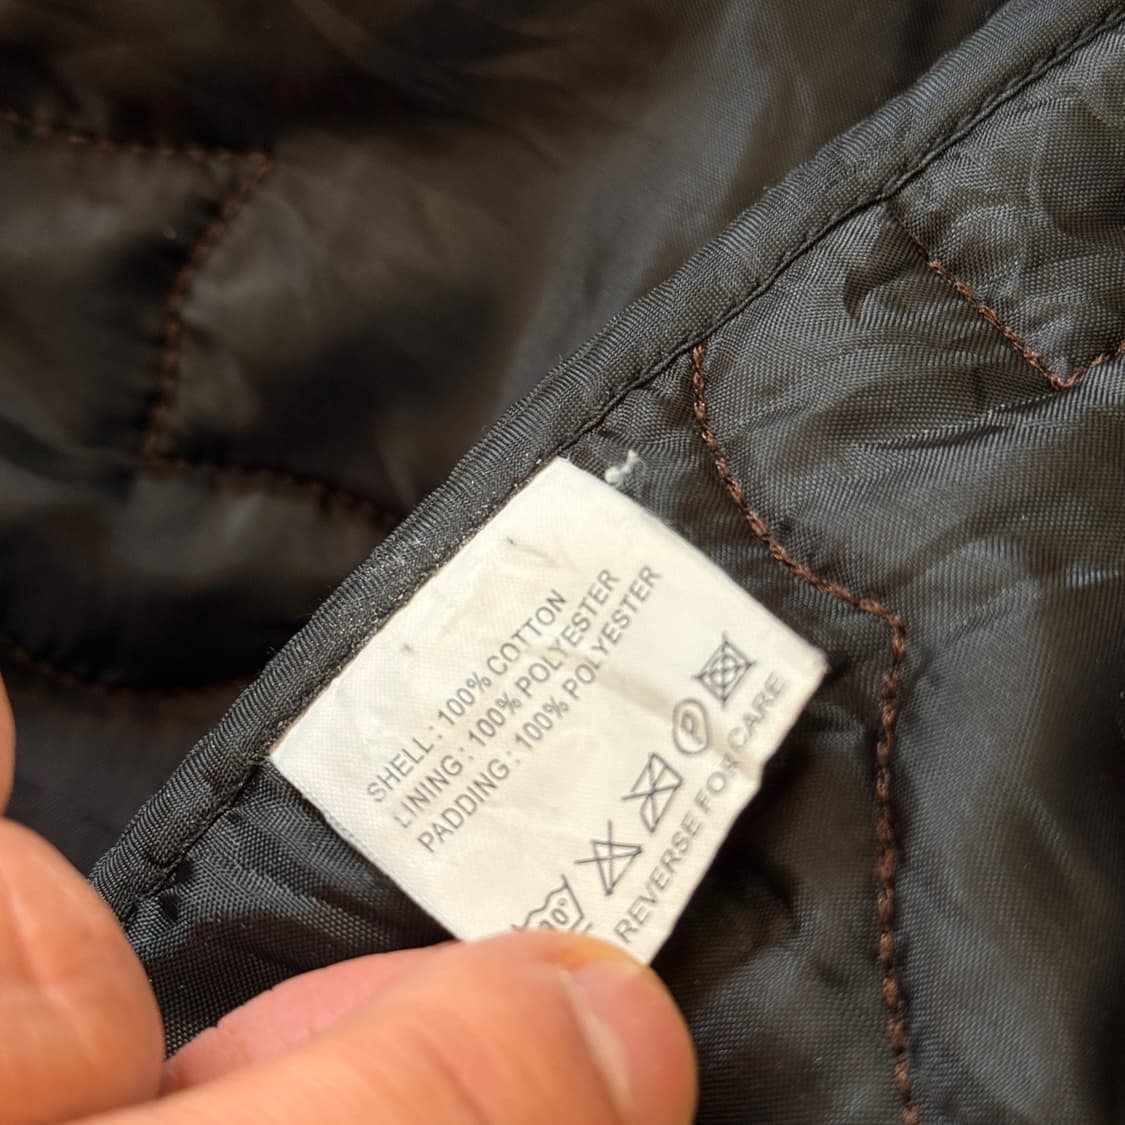 SHELL : 100% COTTON
LINING : 100% POLYESTER
PADDING : 100% POLYESTER
P
REVERSE FOR CARE